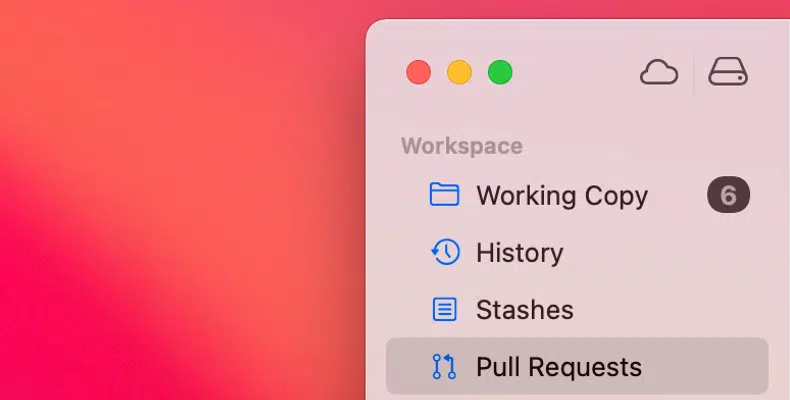 Workspace
Working Copy 6
History
Stashes
Pull Requests